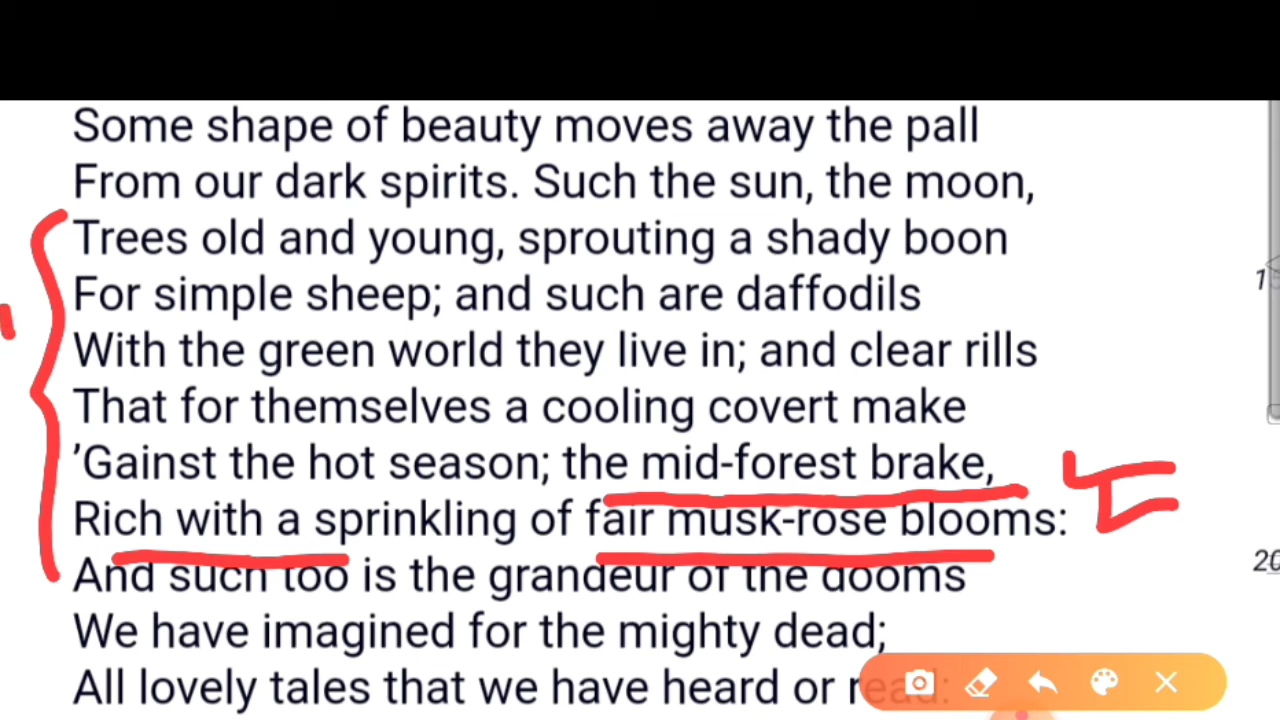 Some shape of beauty moves away the pall
From our dark spirits. Such the sun, the moon,
Trees old and young, sprouting a shady boon
For simple sheep; and such are daffodils
With the green world they live in; and clear rills
That for themselves a cooling covert make
’Gainst the hot season; the mid-forest brake,
Rich with a sprinkling of fair musk-rose blooms:
And such too is the grandeur of the dooms
We have imagined for the mighty dead;
All lovely tales that we have heard or read: